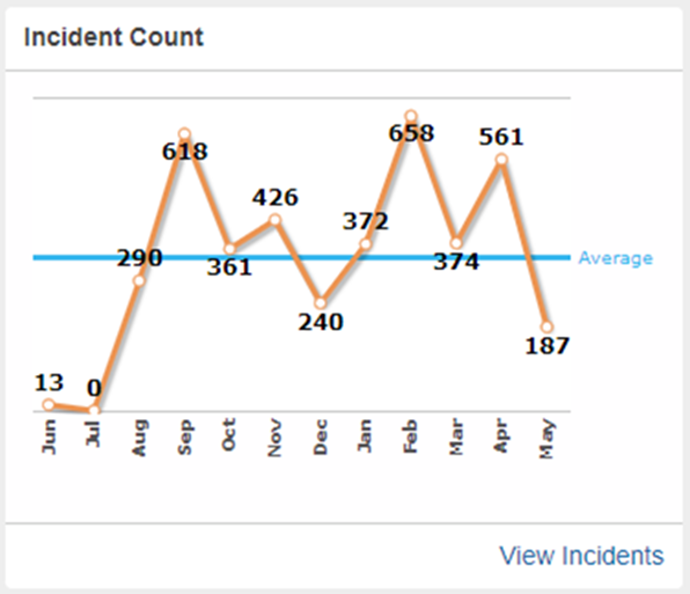 Incident Count
658
618
561
426
372
290
361
374
Average
240
187
13
0
Jun
Jul
Aug
Sep
Oct
Nov
Dec
Jan
Feb
Mar
Apr
May
View Incidents